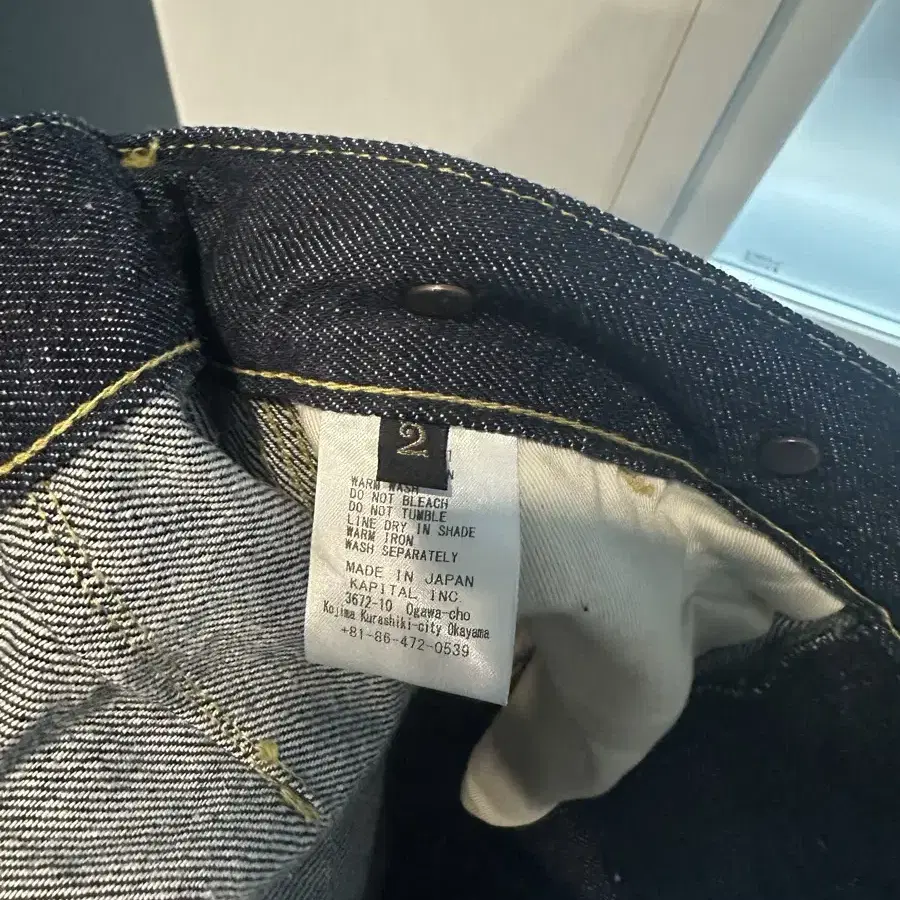 2
WARM WASH
DO NOT BLEACH
DO NOT TUMBLE
LINE DRY IN SHADE
WARM IRON
WASH SEPARATELY
MADE IN JAPAN
KAPITAL, INC.
3672-10 Ogawa-cho
Kojima Kurashiki-city Okayama
+81-86-472-0539